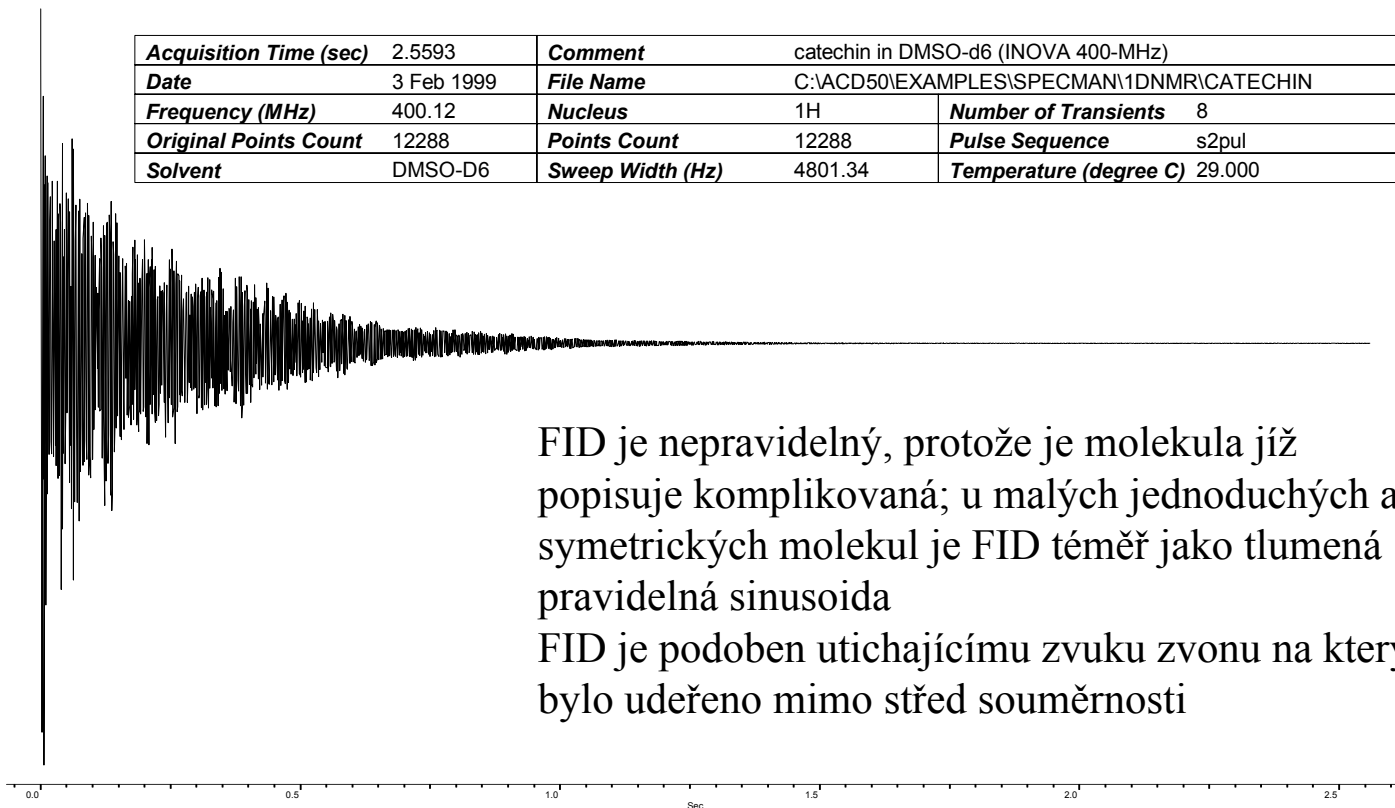 Acquisition Time (sec) 2.5593 Comment catechin in DMSO-d6 (INOVA 400-MHz)
Date 3 Feb 1999 File Name C:\ACD50\EXAMPLES\SPECMAN\1DNMR\CATECHIN
Frequency (MHz) 400.12 Nucleus 1H Number of Transients 8
Original Points Count 12288 Points Count 12288 Pulse Sequence s2pul
Solvent DMSO-D6 Sweep Width (Hz) 4801.34 Temperature (degree C) 29.000
FID je nepravidelný, protože je molekula jíž
popisuje komplikovaná; u malých jednoduchých a
symetrických molekul je FID téměř jako tlumená
pravidelná sinusoida
FID je podoben utichajícímu zvuku zvonu na který
bylo udeřeno mimo střed souměrnosti
0.0 0.5 1.0 1.5 2.0 2.5
Sec